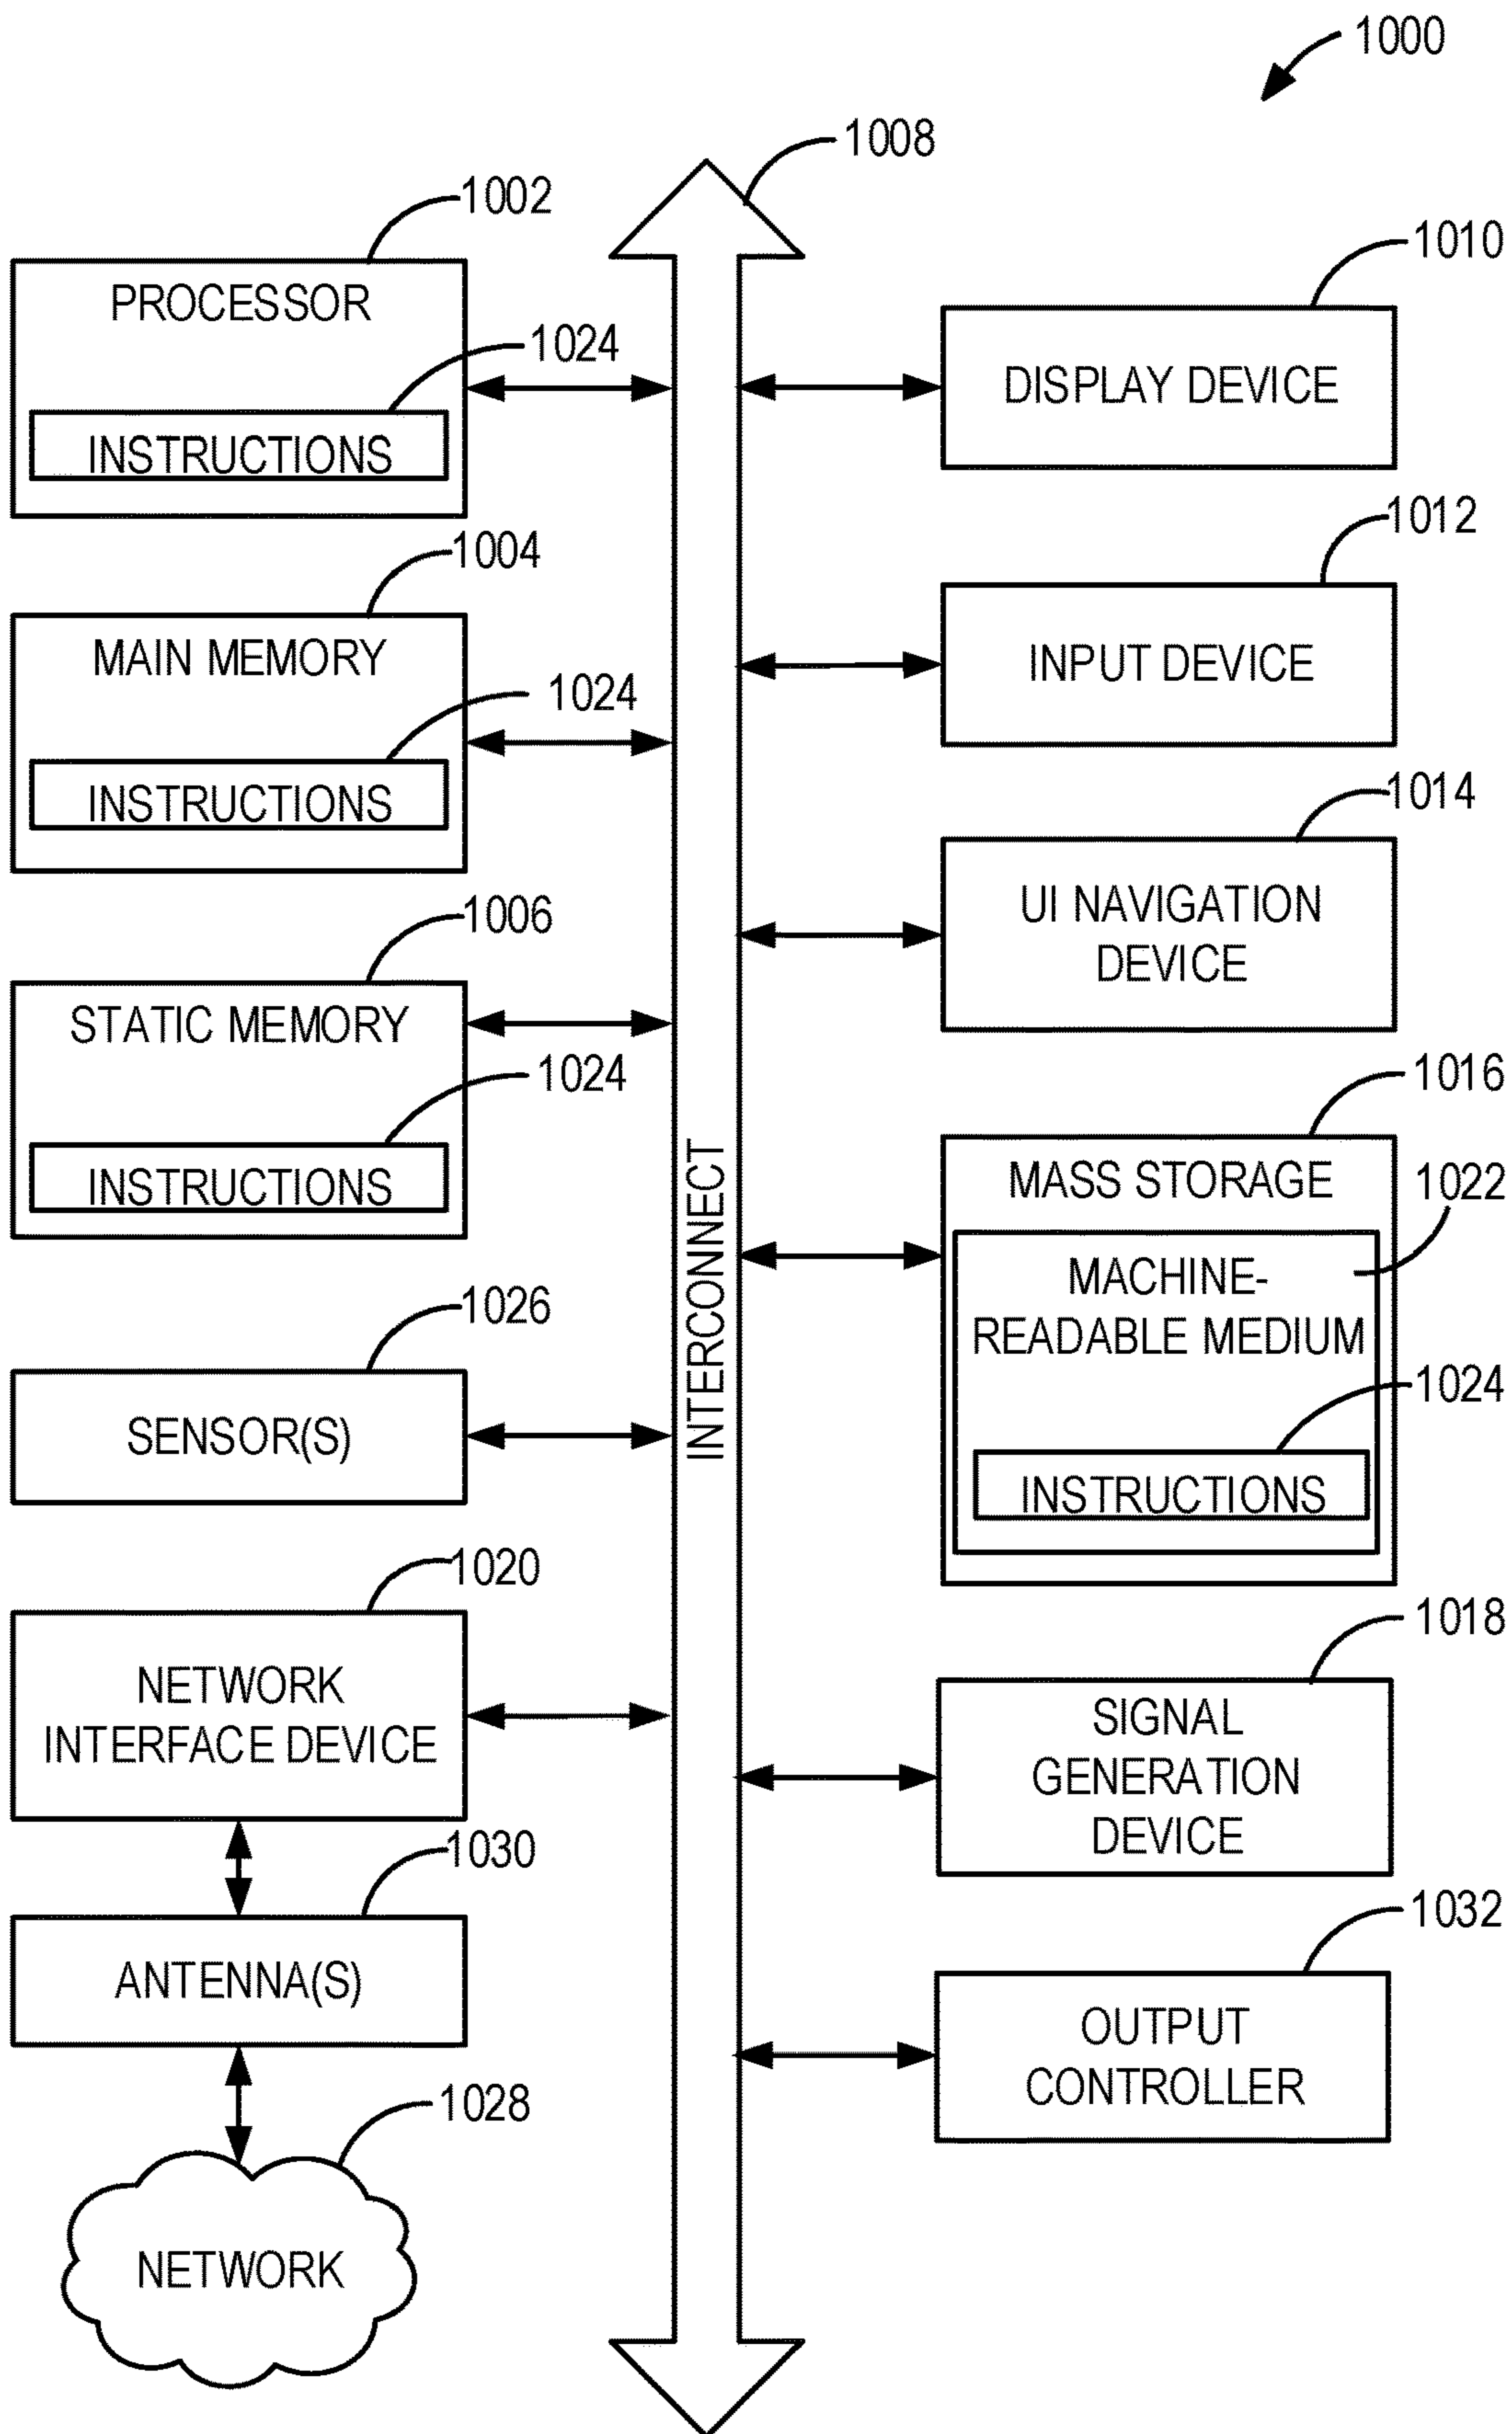 1000
1008
1002
PROCESSOR
1024
INSTRUCTIONS
1004
MAIN MEMORY
1024
INSTRUCTIONS
1006
STATIC MEMORY
1024
INSTRUCTIONS
1026
SENSOR(S)
1020
NETWORK
INTERFACE DEVICE
1030
ANTENNA(S)
1028
NETWORK
INTERCONNECT
1010
DISPLAY DEVICE
1012
INPUT DEVICE
1014
UI NAVIGATION
DEVICE
1016
MASS STORAGE
1022
MACHINE-
READABLE MEDIUM
1024
INSTRUCTIONS
1018
SIGNAL
GENERATION
DEVICE
1032
OUTPUT
CONTROLLER